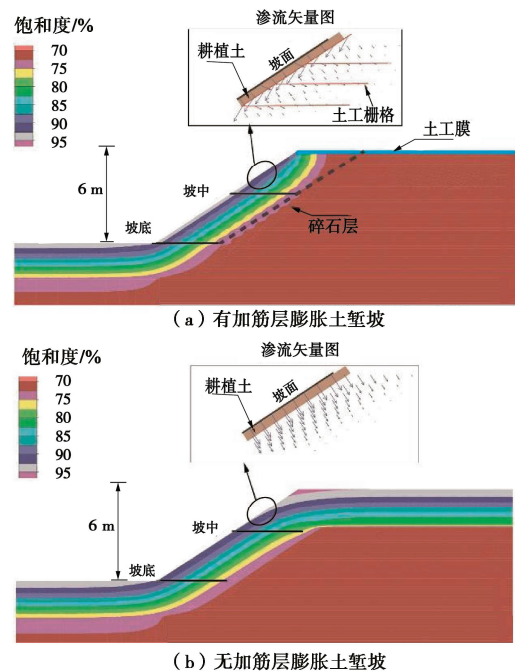 饱和度/%
70
75
80
85
90
95
渗流矢量图
耕植土
坡面
土工栅格
土工膜
6 m
坡中
坡底
碎石层
(a)有加筋层膨胀土堑坡
饱和度/%
70
75
80
85
90
95
渗流矢量图
耕植土
坡面
6 m
坡中
坡底
(b)无加筋层膨胀土堑坡